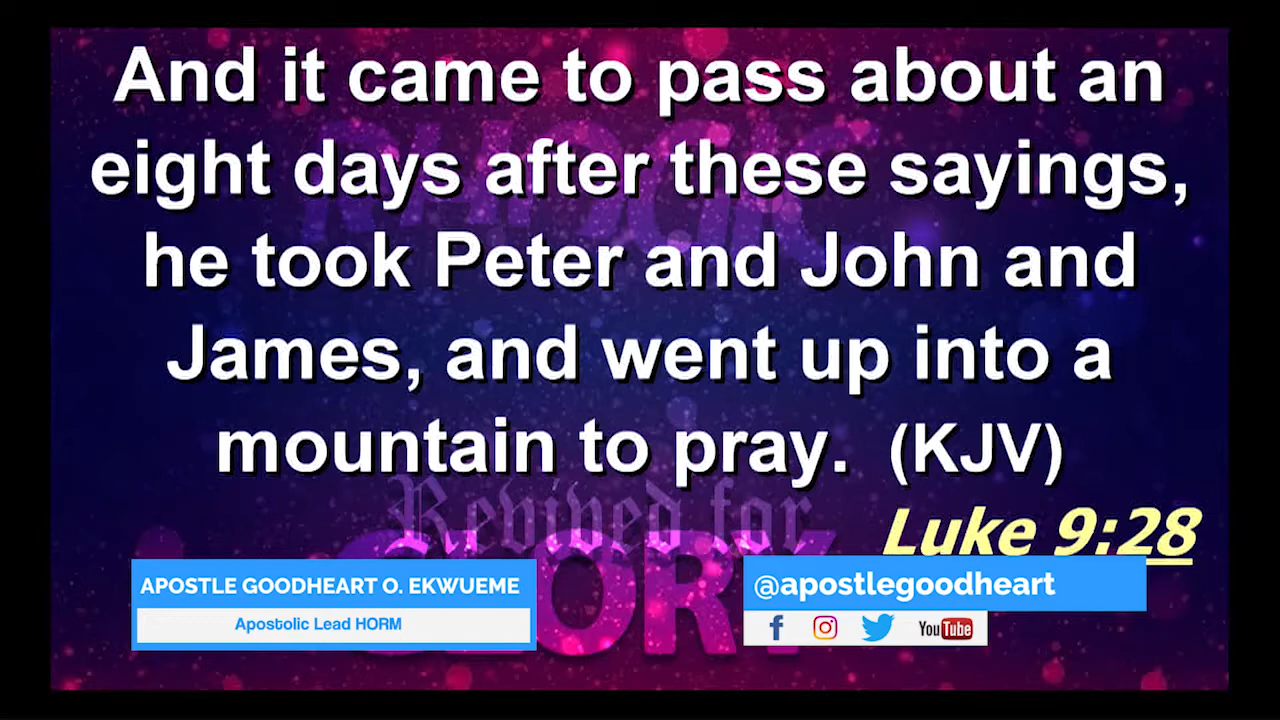 And it came to pass about an
eight days after these sayings,
he took Peter and John and
James, and went up into a
mountain to pray. (KJV)
Revived for
Luke 9:28
GLORY
APOSTLE GOODHEART O. EKWUEME
Apostolic Lead HORM
@apostlegoodheart
YouTube